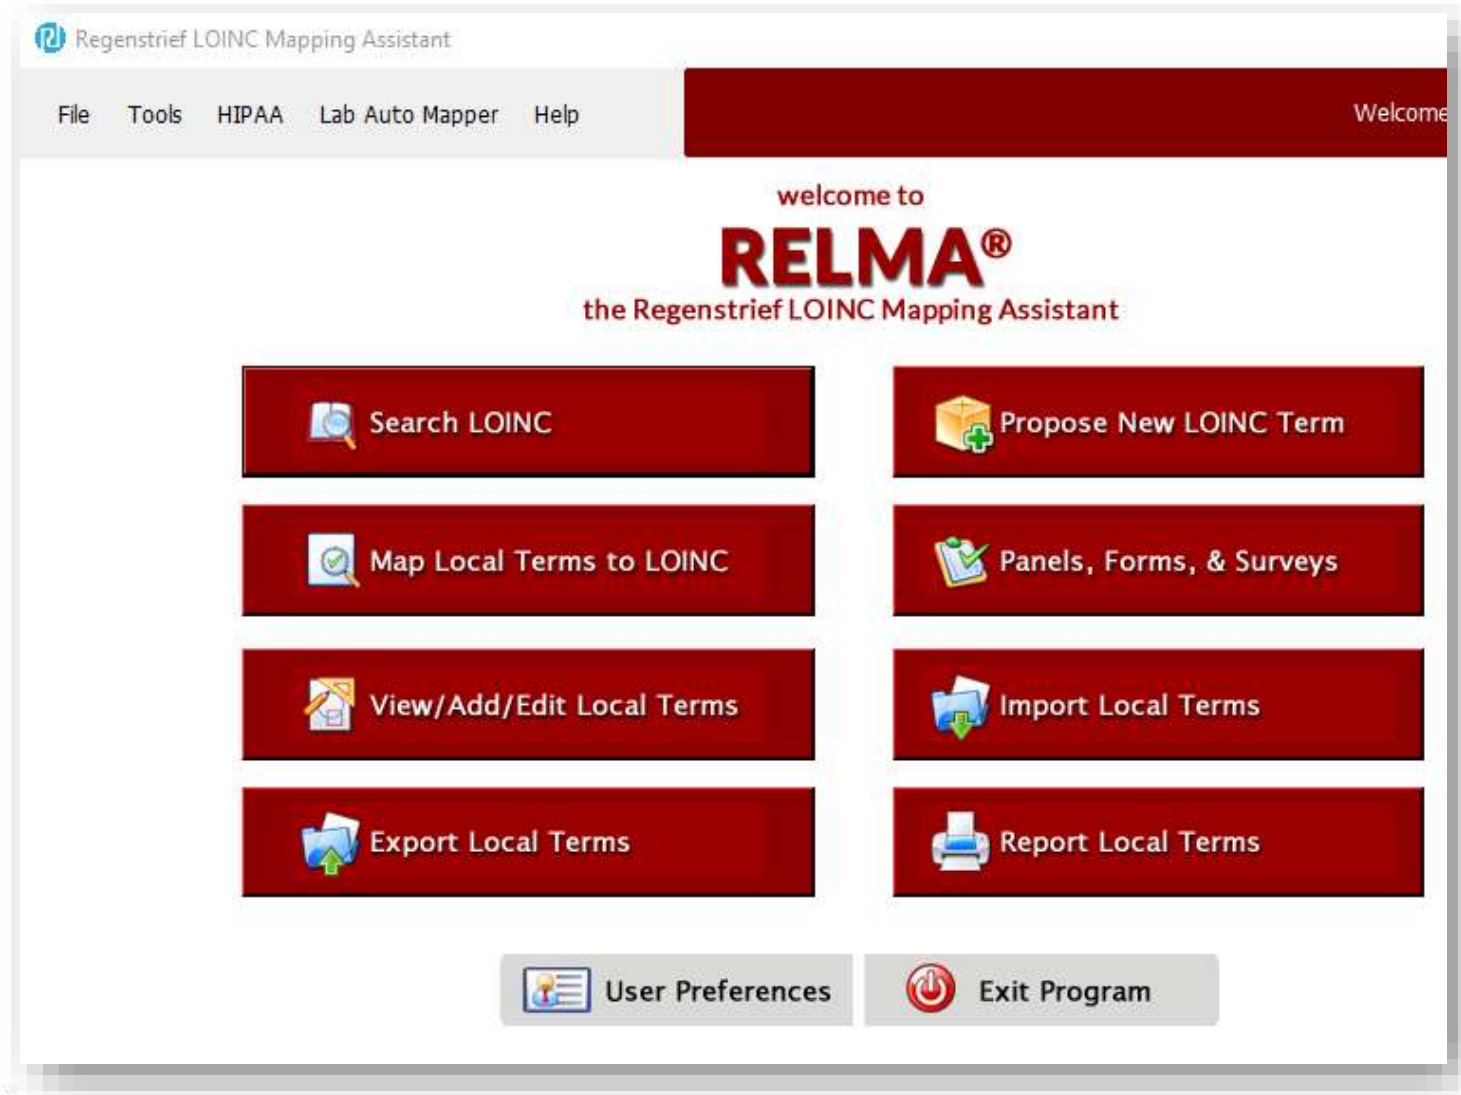 Regenstrief LOINC Mapping Assistant
File Tools HIPAA Lab Auto Mapper Help Welcome
welcome to
RELMA®
the Regenstrief LOINC Mapping Assistant
Search LOINC Propose New LOINC Term
Map Local Terms to LOINC Panels, Forms, & Surveys
View/Add/Edit Local Terms Import Local Terms
Export Local Terms Report Local Terms
User Preferences Exit Program